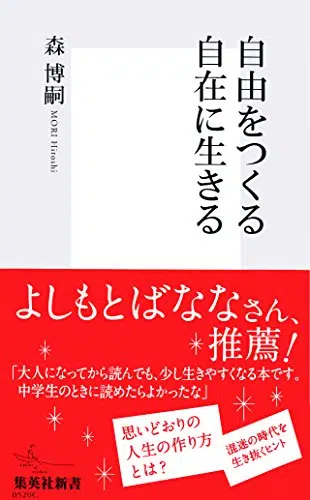 自由をつくる
自在に生きる
森 博嗣
MORI Hiroshi
よしもとばななさん、
推薦!
「大人になってから読んでも、少し生きやすくなる本です。
中学生のときに読めたらよかったな」
思いどおりの
人生の作り方
とは?
混迷の時代を
生き抜くヒント
集英社新書
0520C